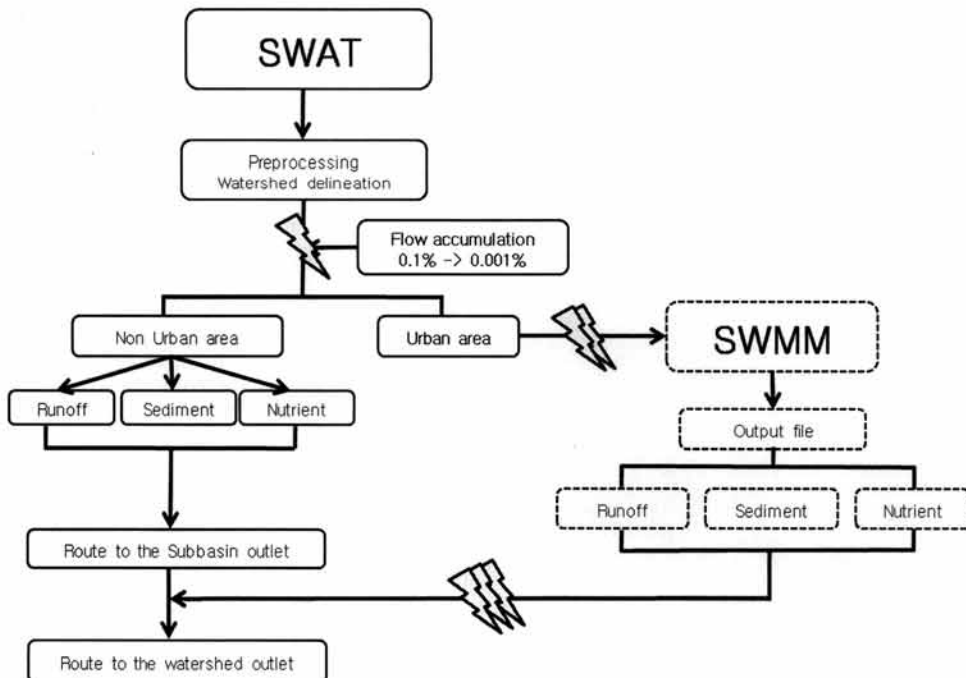 SWAT
Preprocessing
Watershed delineation
Flow accumulation
0.1% -> 0.001%
Non Urban area
Urban area
SWMM
Runoff
Sediment
Nutrient
Output file
Runoff
Sediment
Nutrient
Route to the Subbasin outlet
Route to the watershed outlet